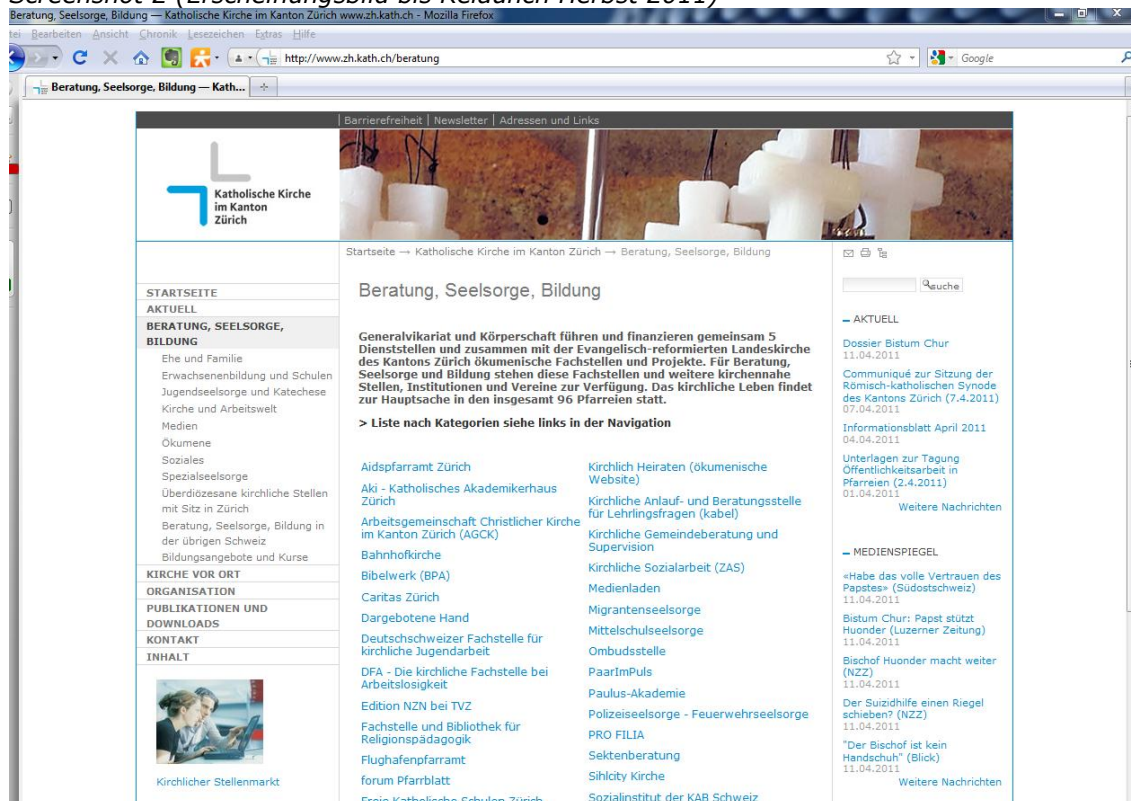 Screenshot 2 (Erscheinungsbild bis Relaunch Herbst 2011)
Beratung, Seelsorge, Bildung — Katholische Kirche im Kanton Zürich www.zh.kath.ch - Mozilla Firefox
Bearbeiten Ansicht Chronik Lesezeichen Extras Hilfe
http://www.zh.kath.ch/beratung
Google
Beratung, Seelsorge, Bildung — Kath...
Barrierefreiheit | Newsletter | Adressen und Links
Katholische Kirche
im Kanton
Zürich
Startseite → Katholische Kirche im Kanton Zürich → Beratung, Seelsorge, Bildung
STARTSEITE
AKTUELL
BERATUNG, SEELSORGE,
BILDUNG
Ehe und Familie
Erwachsenenbildung und Schulen
Jugendseelsorge und Katechese
Kirche und Arbeitswelt
Medien
Ökumene
Soziales
Spezialseelsorge
Überdiözesane kirchliche Stellen
mit Sitz in Zürich
Beratung, Seelsorge, Bildung in
der übrigen Schweiz
Bildungsangebote und Kurse
KIRCHE VOR ORT
ORGANISATION
PUBLIKATIONEN UND
DOWNLOADS
KONTAKT
INHALT
Kirchlicher Stellenmarkt
Beratung, Seelsorge, Bildung
Generalvikariat und Körperschaft führen und finanzieren gemeinsam 5
Dienststellen und zusammen mit der Evangelisch-reformierten Landeskirche
des Kantons Zürich ökumenische Fachstellen und Projekte. Für Beratung,
Seelsorge und Bildung stehen diese Fachstellen und weitere kirchennahe
Stellen, Institutionen und Vereine zur Verfügung. Das kirchliche Leben findet
zur Hauptsache in den insgesamt 96 Pfarreien statt.
> Liste nach Kategorien siehe links in der Navigation
Aidspfarramt Zürich
Aki - Katholisches Akademikerhaus
Zürich
Arbeitsgemeinschaft Christlicher Kirche
im Kanton Zürich (AGCK)
Bahnhofkirche
Bibelwerk (BPA)
Caritas Zürich
Dargebotene Hand
Deutschschweizer Fachstelle für
kirchliche Jugendarbeit
DFA - Die kirchliche Fachstelle bei
Arbeitslosigkeit
Edition NZN bei TVZ
Fachstelle und Bibliothek für
Religionspädagogik
Flughafenpfarramt
forum Pfarrblatt
Freie Katholische Schulen Zürich
Kirchlich Heiraten (ökumenische
Website)
Kirchliche Anlauf- und Beratungsstelle
für Lehrlingsfragen (kabel)
Kirchliche Gemeindeberatung und
Supervision
Kirchliche Sozialarbeit (ZAS)
Medienladen
Migrantenseelsorge
Mittelschulseelsorge
Ombudsstelle
PaarImPuls
Paulus-Akademie
Polizeiseelsorge - Feuerwehrseelsorge
PRO FILIA
Sektenberatung
Sihlcity Kirche
Sozialinstitut der KAB Schweiz
suche
AKTUELL
Dossier Bistum Chur
11.04.2011
Communiqué zur Sitzung der
Römisch-katholischen Synode
des Kantons Zürich (7.4.2011)
07.04.2011
Informationsblatt April 2011
04.04.2011
Unterlagen zur Tagung
Öffentlichkeitsarbeit in
Pfarreien (2.4.2011)
01.04.2011
Weitere Nachrichten
MEDIENSPIEGEL
«Habe das volle Vertrauen des
Papstes» (Südostschweiz)
11.04.2011
Bistum Chur: Papst stützt
Huonder (Luzerner Zeitung)
11.04.2011
Bischof Huonder macht weiter
(NZZ)
11.04.2011
Der Suizidhilfe einen Riegel
schieben? (NZZ)
11.04.2011
"Der Bischof ist kein
Handschuh" (Blick)
11.04.2011
Weitere Nachrichten